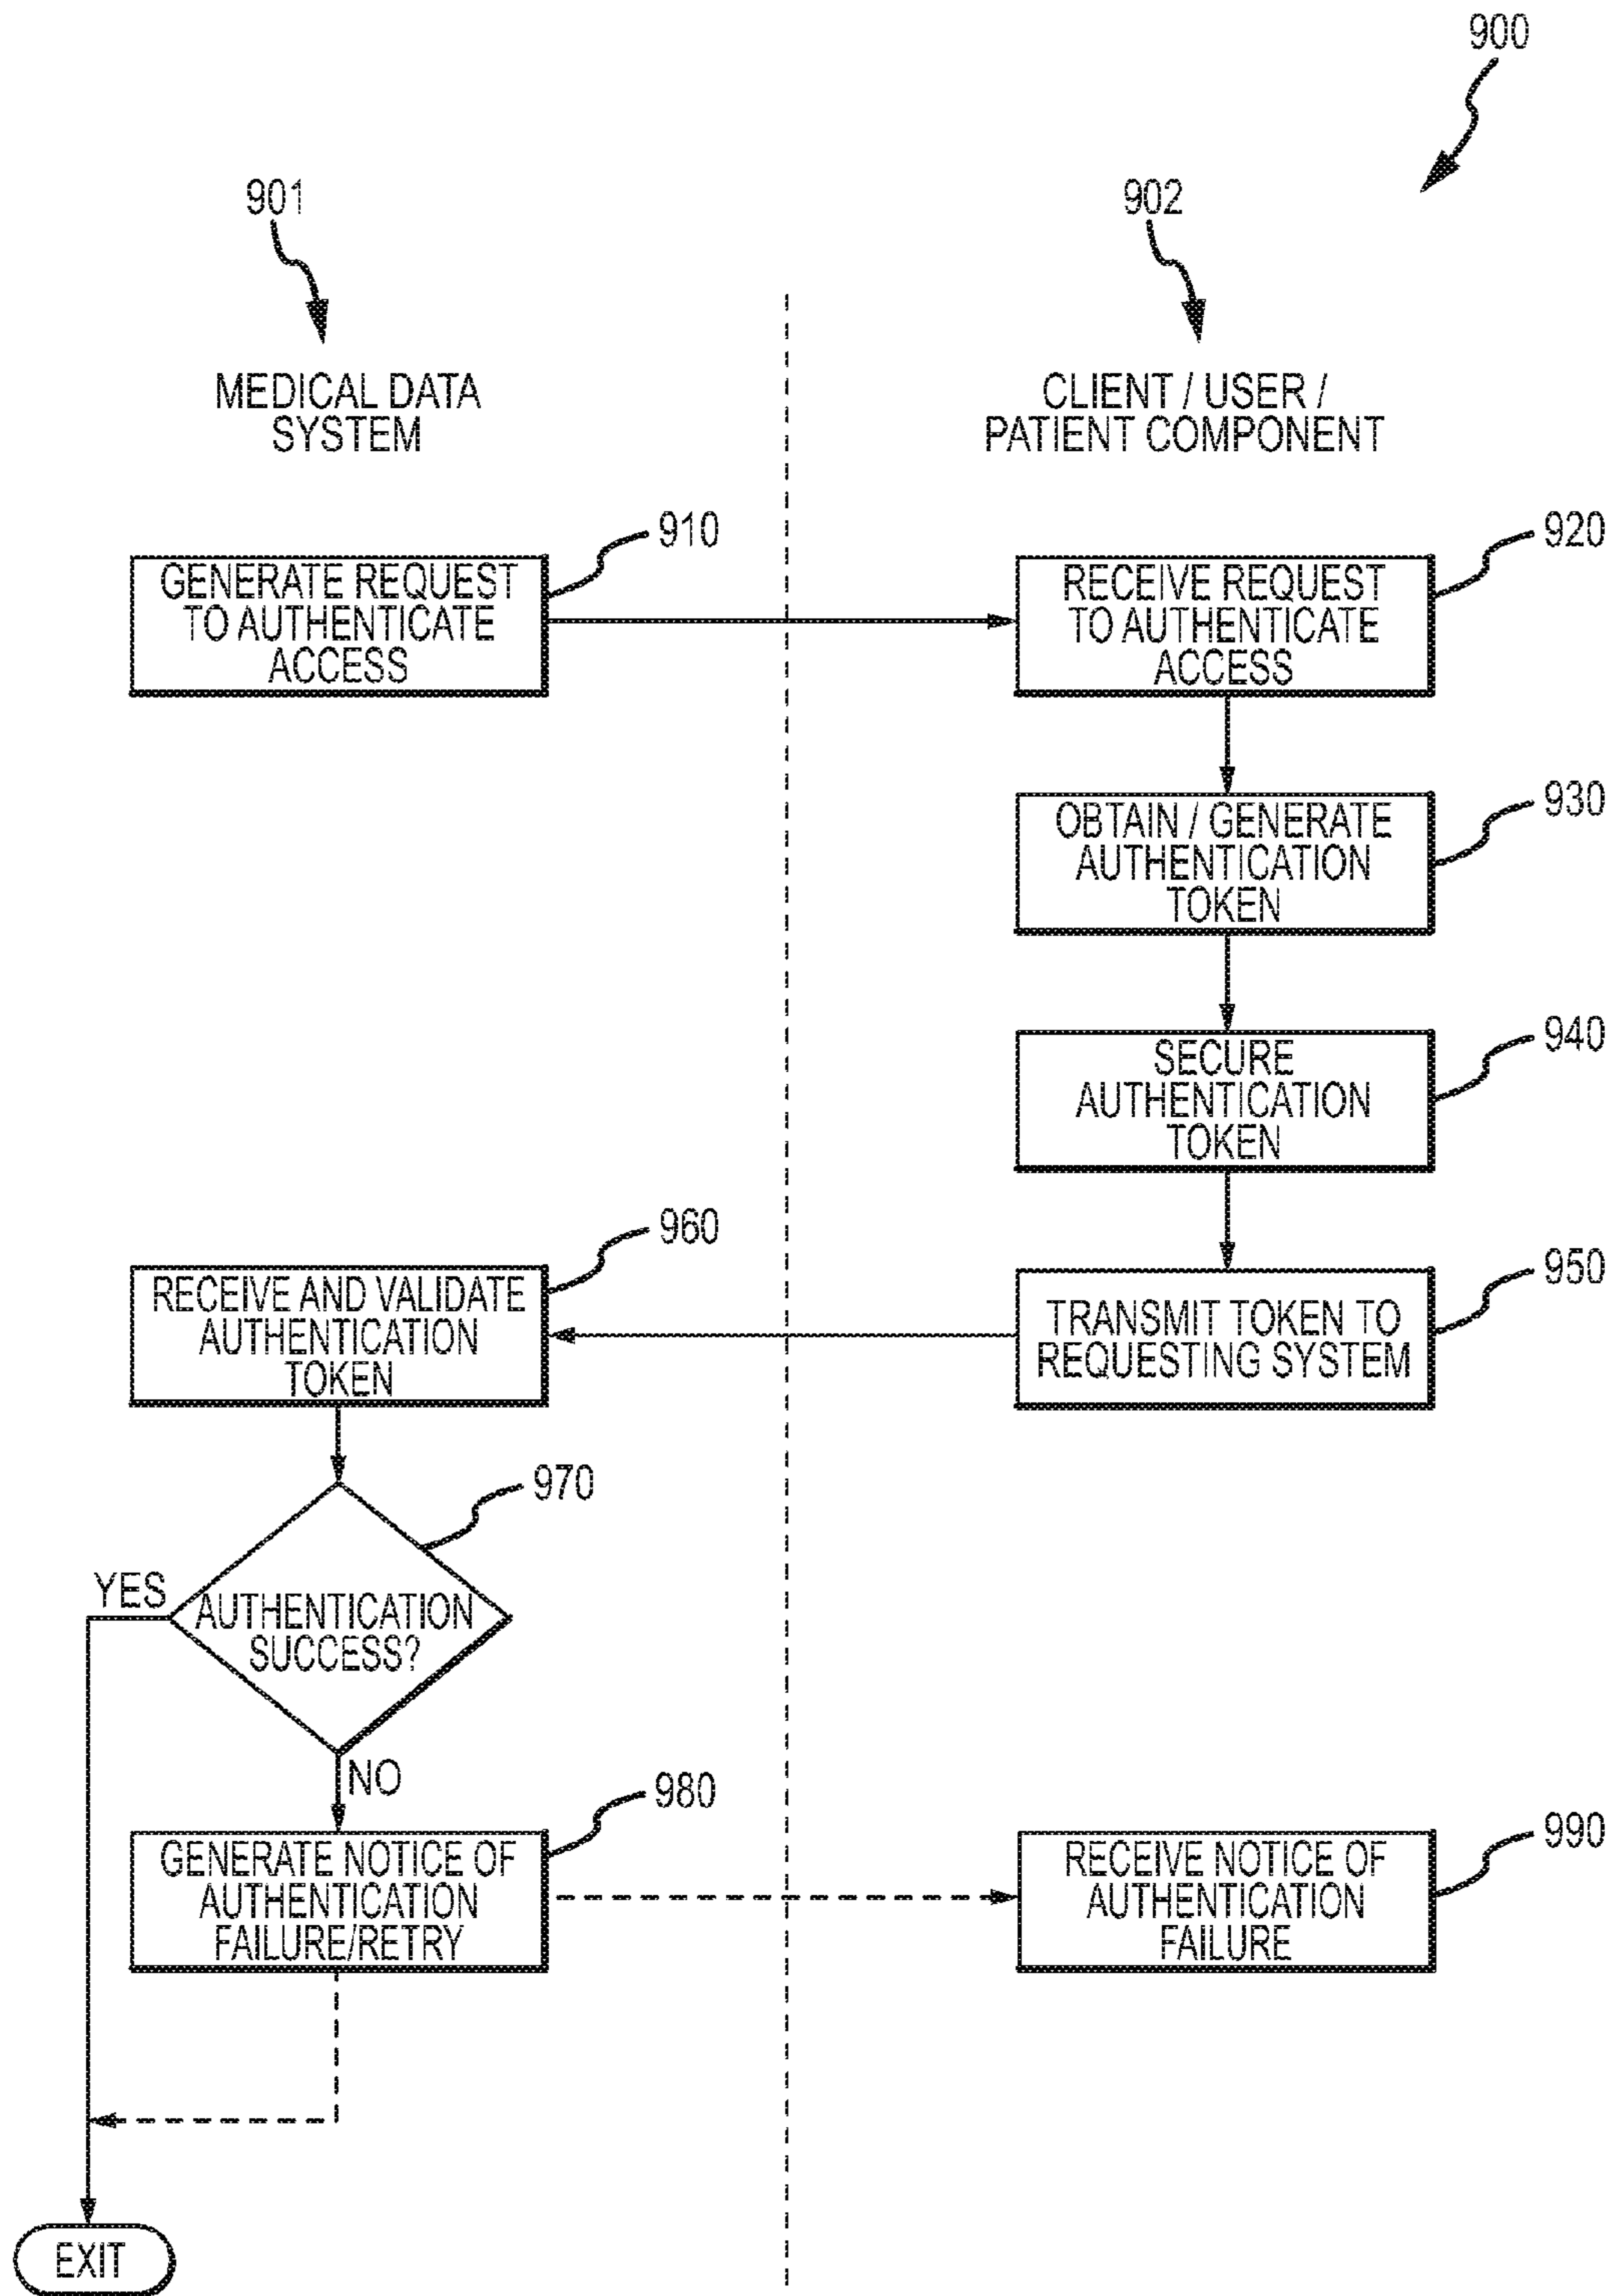 900
901
902
MEDICAL DATA
SYSTEM
CLIENT / USER /
PATIENT COMPONENT
910
GENERATE REQUEST
TO AUTHENTICATE
ACCESS
920
RECEIVE REQUEST
TO AUTHENTICATE
ACCESS
930
OBTAIN / GENERATE
AUTHENTICATION
TOKEN
940
SECURE
AUTHENTICATION
TOKEN
960
RECEIVE AND VALIDATE
AUTHENTICATION
TOKEN
950
TRANSMIT TOKEN TO
REQUESTING SYSTEM
970
YES
AUTHENTICATION
SUCCESS?
NO
980
GENERATE NOTICE OF
AUTHENTICATION
FAILURE/RETRY
990
RECEIVE NOTICE OF
AUTHENTICATION
FAILURE
EXIT